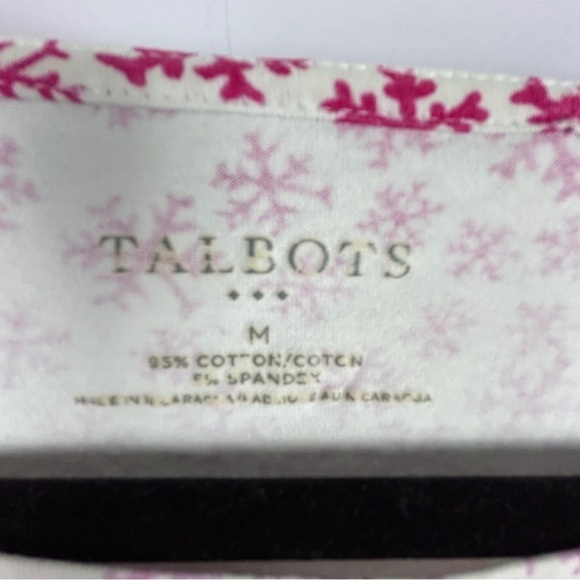 TALBOTS
M
95% COTTON/COTON
5% SPANDEX